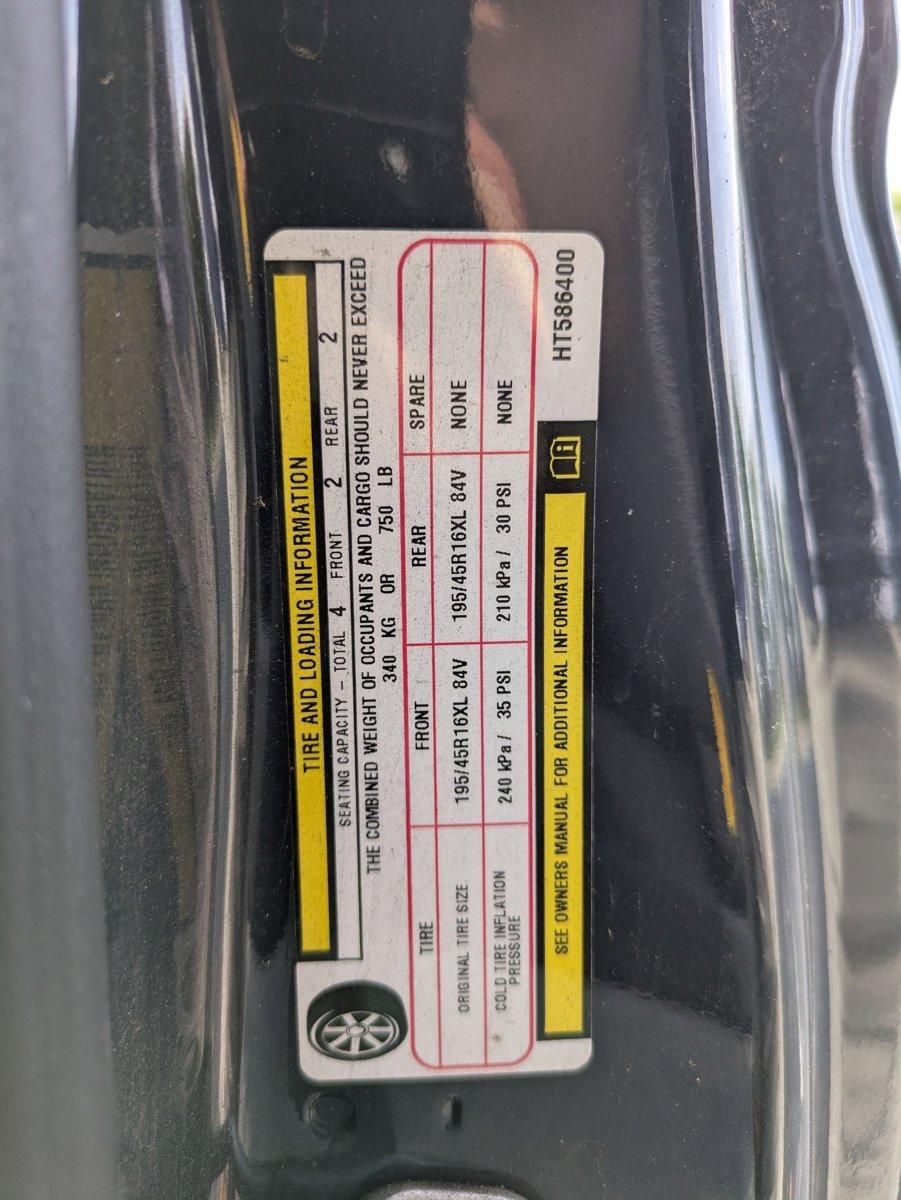 TIRE AND LOADING INFORMATION
SEATING CAPACITY – TOTAL 4 FRONT 2 REAR 2
THE COMBINED WEIGHT OF OCCUPANTS AND CARGO SHOULD NEVER EXCEED
340 KG OR 750 LB
TIRE FRONT REAR SPARE
ORIGINAL TIRE SIZE 195/45R16XL 84V 195/45R16XL 84V NONE
COLD TIRE INFLATION PRESSURE 240 kPa / 35 PSI 210 kPa / 30 PSI NONE
SEE OWNERS MANUAL FOR ADDITIONAL INFORMATION
HT586400